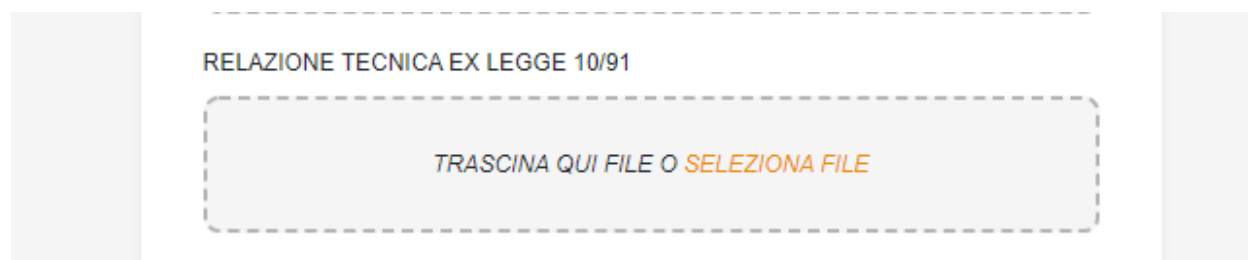 RELAZIONE TECNICA EX LEGGE 10/91
TRASCINA QUI FILE O SELEZIONA FILE